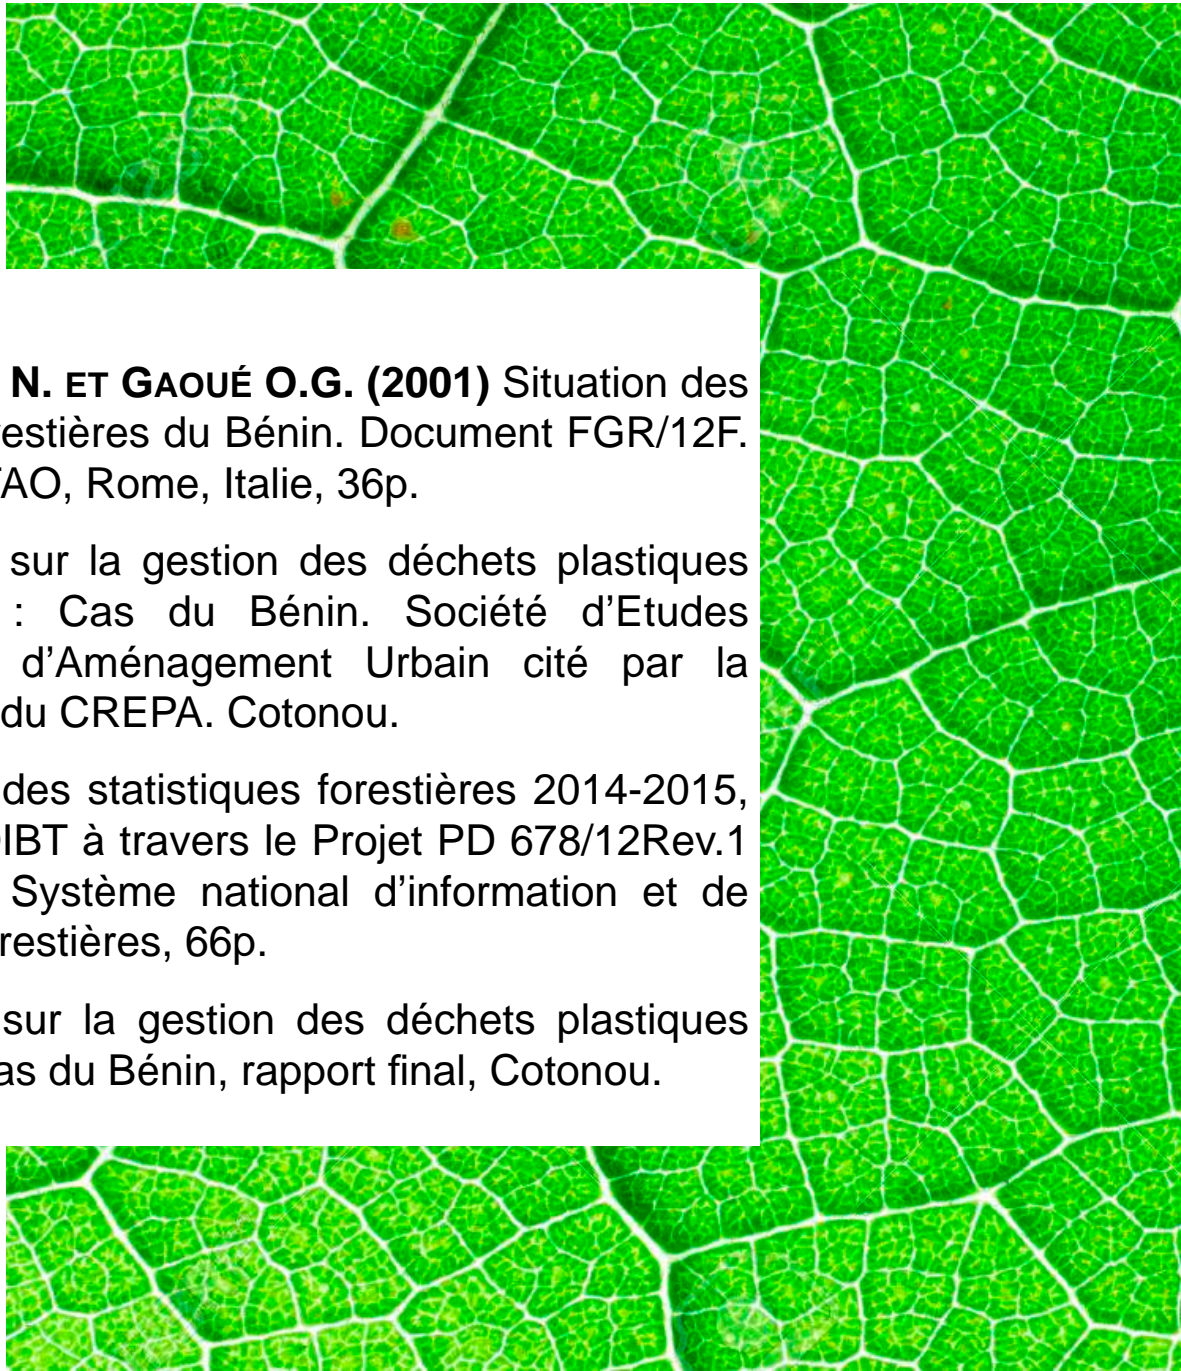 N. ET GAOUÉ O.G. (2001) Situation des
restières du Bénin. Document FGR/12F.
FAO, Rome, Italie, 36p.
sur la gestion des déchets plastiques
: Cas du Bénin. Société d'Etudes
d'Aménagement Urbain cité par la
du CREPA. Cotonou.
des statistiques forestières 2014-2015,
OIBT à travers le Projet PD 678/12Rev.1
Système national d'information et de
restières, 66p.
sur la gestion des déchets plastiques
as du Bénin, rapport final, Cotonou.